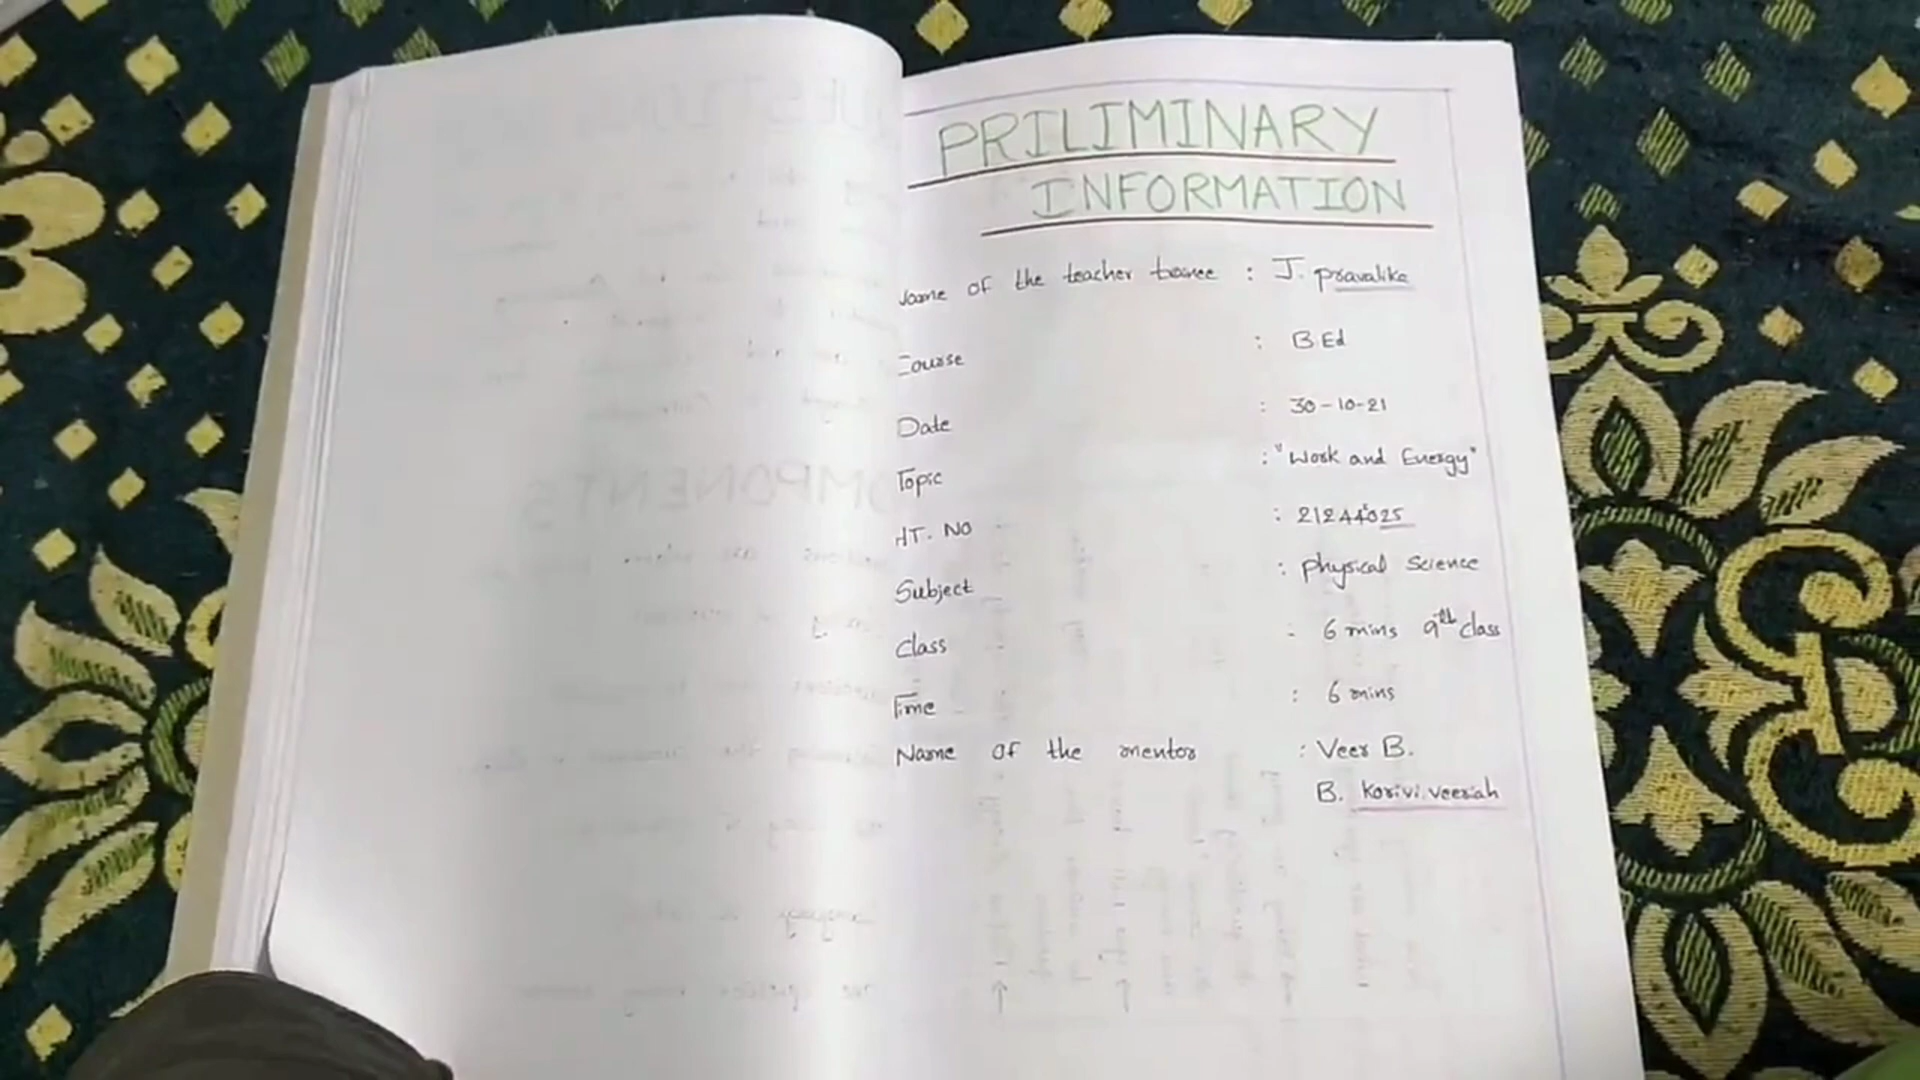 PRILIMINARY
INFORMATION
Name of the teacher trainee : J. pravalika
Course : B.Ed
Date : 30-10-21
Topic : "Work and Energy"
HT. NO : 21244025
Subject : Physical Science
Class : 6 mins 9th class
Time : 6 mins
Name of the mentor : Veer B.
B. Korivi.veeriah